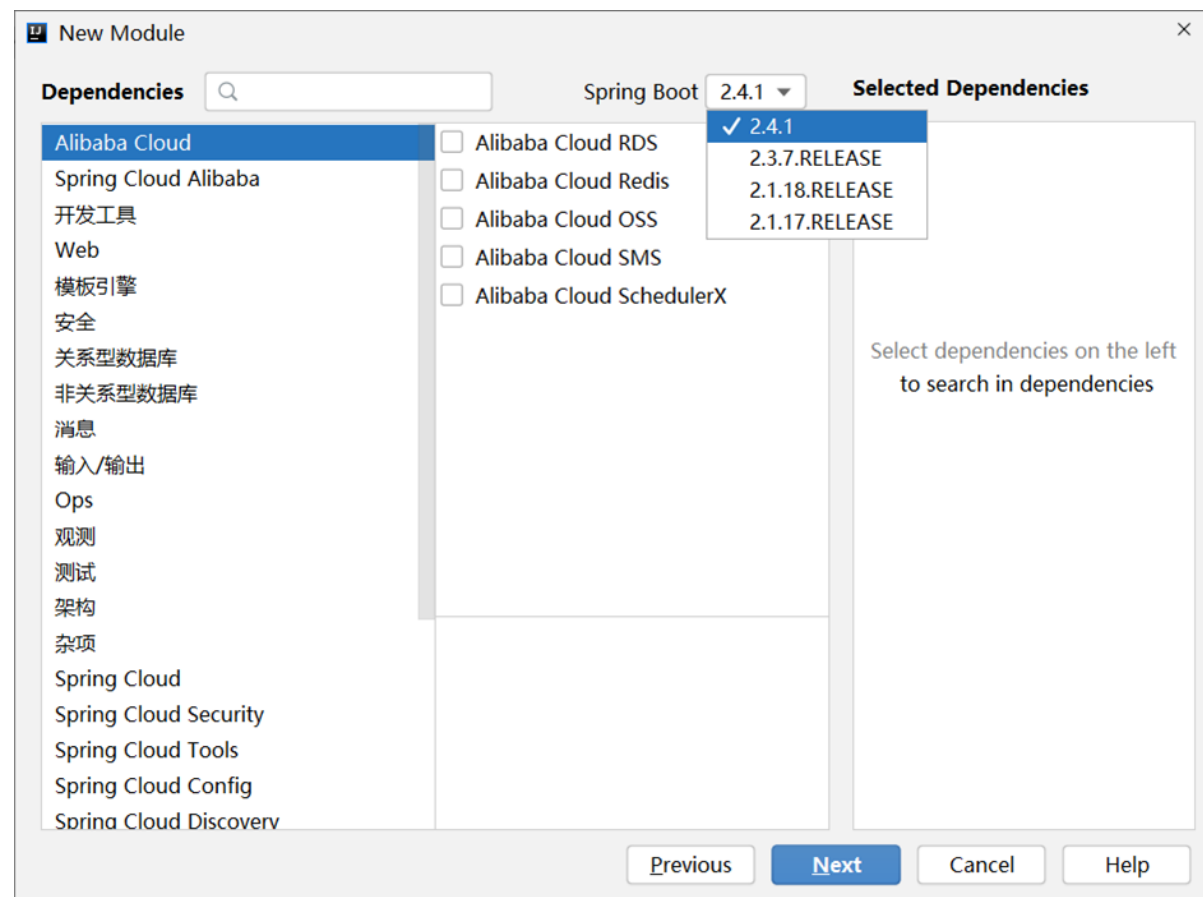 New Module
Dependencies
Spring Boot 2.4.1
Selected Dependencies
Alibaba Cloud
Spring Cloud Alibaba
开发工具
Web
模板引擎
安全
关系型数据库
非关系型数据库
消息
输入/输出
Ops
观测
测试
架构
杂项
Spring Cloud
Spring Cloud Security
Spring Cloud Tools
Spring Cloud Config
Spring Cloud Discovery
Alibaba Cloud RDS
Alibaba Cloud Redis
Alibaba Cloud OSS
Alibaba Cloud SMS
Alibaba Cloud SchedulerX
2.4.1
2.3.7.RELEASE
2.1.18.RELEASE
2.1.17.RELEASE
Select dependencies on the left
to search in dependencies
Previous
Next
Cancel
Help